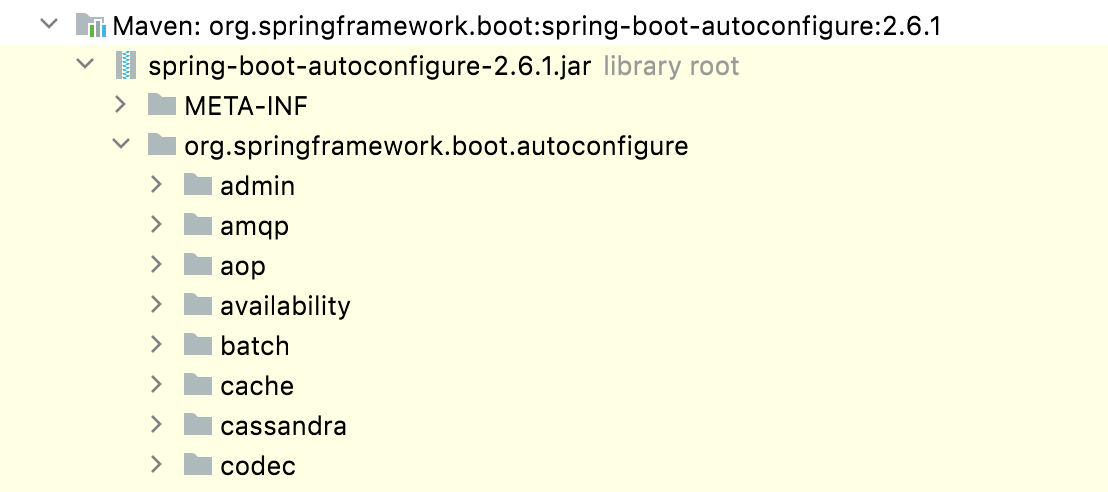 Maven: org.springframework.boot:spring-boot-autoconfigure:2.6.1
spring-boot-autoconfigure-2.6.1.jar library root
META-INF
org.springframework.boot.autoconfigure
admin
amqp
aop
availability
batch
cache
cassandra
codec